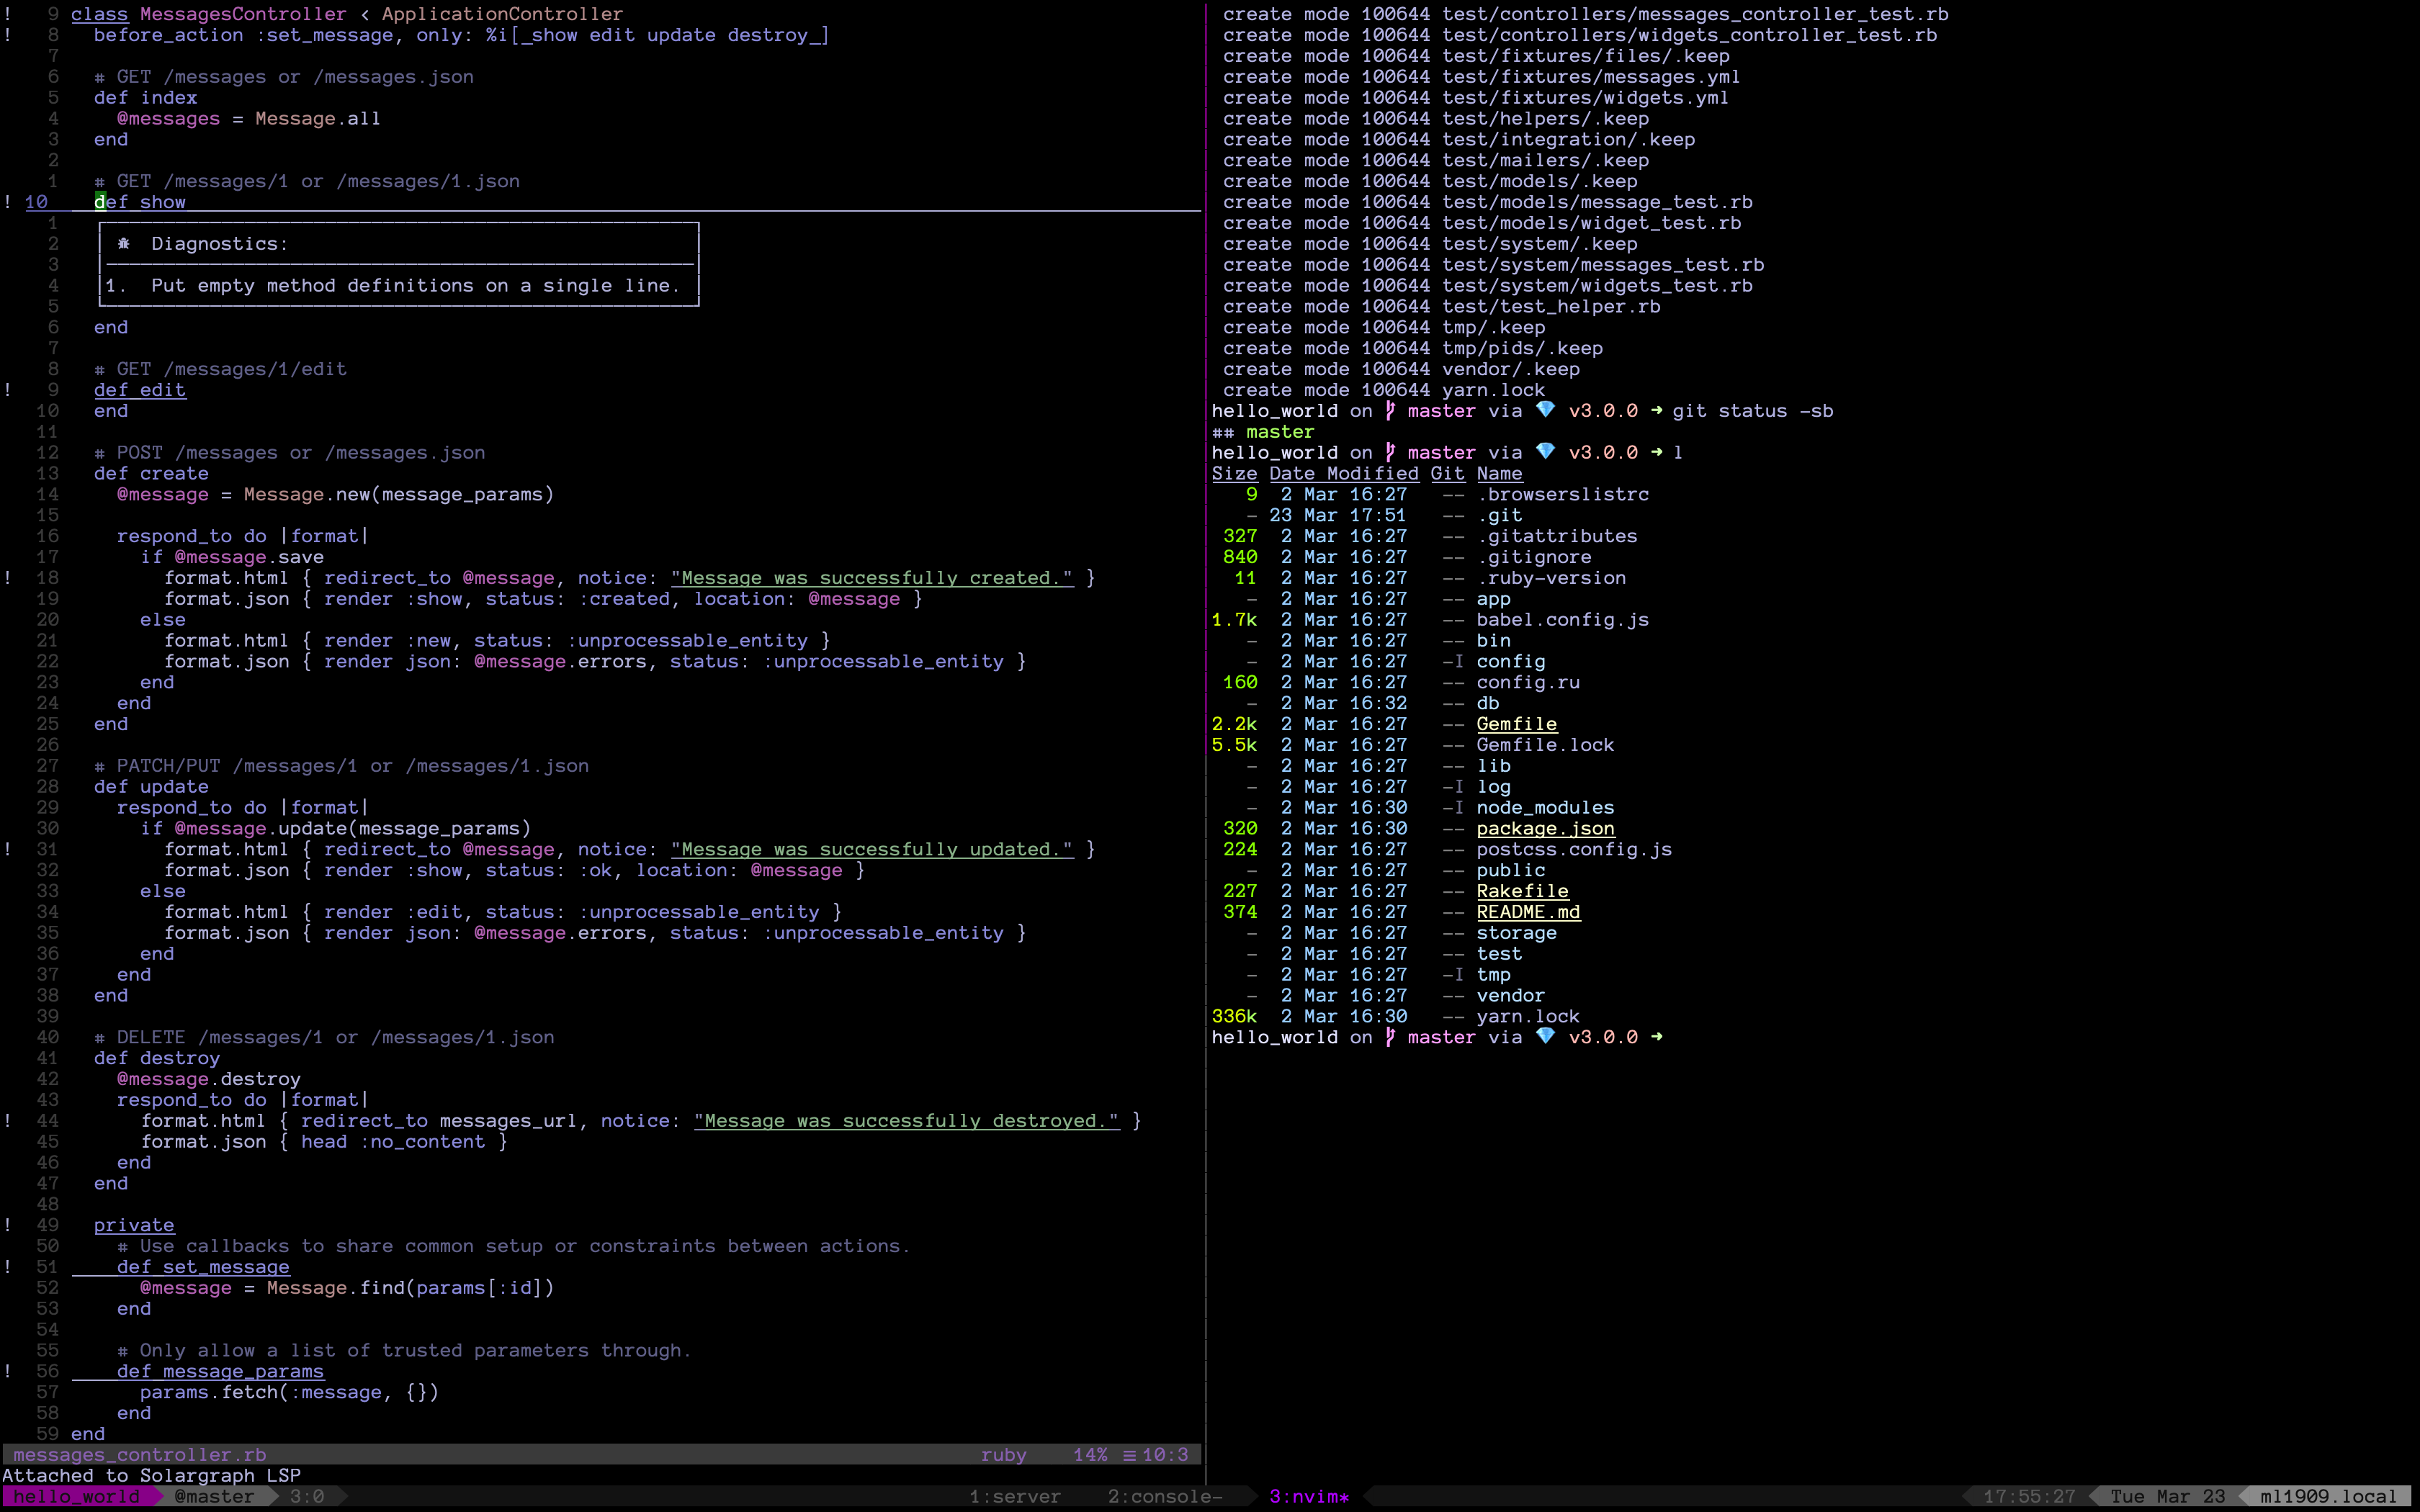 ! 9 class MessagesController < ApplicationController
! 8 before_action :set_message, only: %i[_show edit update destroy_]
7
6 # GET /messages or /messages.json
5 def index
4 @messages = Message.all
3 end
2
1 # GET /messages/1 or /messages/1.json
! 10 def show
1
2 Diagnostics:
3
4 1. Put empty method definitions on a single line.
5
6 end
7
8 # GET /messages/1/edit
! 9 def edit
10 end
11
12 # POST /messages or /messages.json
13 def create
14 @message = Message.new(message_params)
15
16 respond_to do |format|
17 if @message.save
! 18 format.html { redirect_to @message, notice: "Message was successfully created." }
19 format.json { render :show, status: :created, location: @message }
20 else
21 format.html { render :new, status: :unprocessable_entity }
22 format.json { render json: @message.errors, status: :unprocessable_entity }
23 end
24 end
25 end
26
27 # PATCH/PUT /messages/1 or /messages/1.json
28 def update
29 respond_to do |format|
30 if @message.update(message_params)
! 31 format.html { redirect_to @message, notice: "Message was successfully updated." }
32 format.json { render :show, status: :ok, location: @message }
33 else
34 format.html { render :edit, status: :unprocessable_entity }
35 format.json { render json: @message.errors, status: :unprocessable_entity }
36 end
37 end
38 end
39
40 # DELETE /messages/1 or /messages/1.json
41 def destroy
42 @message.destroy
43 respond_to do |format|
! 44 format.html { redirect_to messages_url, notice: "Message was successfully destroyed." }
45 format.json { head :no_content }
46 end
47 end
48
! 49 private
50 # Use callbacks to share common setup or constraints between actions.
! 51 def set_message
52 @message = Message.find(params[:id])
53 end
54
55 # Only allow a list of trusted parameters through.
! 56 def message_params
57 params.fetch(:message, {})
58 end
59 end
messages_controller.rb ruby 14% ≡ 10:3
Attached to Solargraph LSP
create mode 100644 test/controllers/messages_controller_test.rb
create mode 100644 test/controllers/widgets_controller_test.rb
create mode 100644 test/fixtures/files/.keep
create mode 100644 test/fixtures/messages.yml
create mode 100644 test/fixtures/widgets.yml
create mode 100644 test/helpers/.keep
create mode 100644 test/integration/.keep
create mode 100644 test/mailers/.keep
create mode 100644 test/models/.keep
create mode 100644 test/models/message_test.rb
create mode 100644 test/models/widget_test.rb
create mode 100644 test/system/.keep
create mode 100644 test/system/messages_test.rb
create mode 100644 test/system/widgets_test.rb
create mode 100644 test/test_helper.rb
create mode 100644 tmp/.keep
create mode 100644 tmp/pids/.keep
create mode 100644 vendor/.keep
create mode 100644 yarn.lock
hello_world on master via 💎 v3.0.0 ➜ git status -sb
## master
hello_world on master via 💎 v3.0.0 ➜ l
Size Date Modified Git Name
9 2 Mar 16:27 -- .browserslistrc
- 23 Mar 17:51 -- .git
327 2 Mar 16:27 -- .gitattributes
840 2 Mar 16:27 -- .gitignore
11 2 Mar 16:27 -- .ruby-version
- 2 Mar 16:27 -- app
1.7k 2 Mar 16:27 -- babel.config.js
- 2 Mar 16:27 -- bin
- 2 Mar 16:27 -I config
160 2 Mar 16:27 -- config.ru
- 2 Mar 16:32 -- db
2.2k 2 Mar 16:27 -- Gemfile
5.5k 2 Mar 16:27 -- Gemfile.lock
- 2 Mar 16:27 -- lib
- 2 Mar 16:27 -I log
- 2 Mar 16:30 -I node_modules
320 2 Mar 16:30 -- package.json
224 2 Mar 16:27 -- postcss.config.js
- 2 Mar 16:27 -- public
227 2 Mar 16:27 -- Rakefile
374 2 Mar 16:27 -- README.md
- 2 Mar 16:27 -- storage
- 2 Mar 16:27 -- test
- 2 Mar 16:27 -I tmp
- 2 Mar 16:27 -- vendor
336k 2 Mar 16:30 -- yarn.lock
hello_world on master via 💎 v3.0.0 ➜
hello_world @master 3:0 1:server 2:console- 3:nvim* 17:55:27 Tue Mar 23 ml1909.local